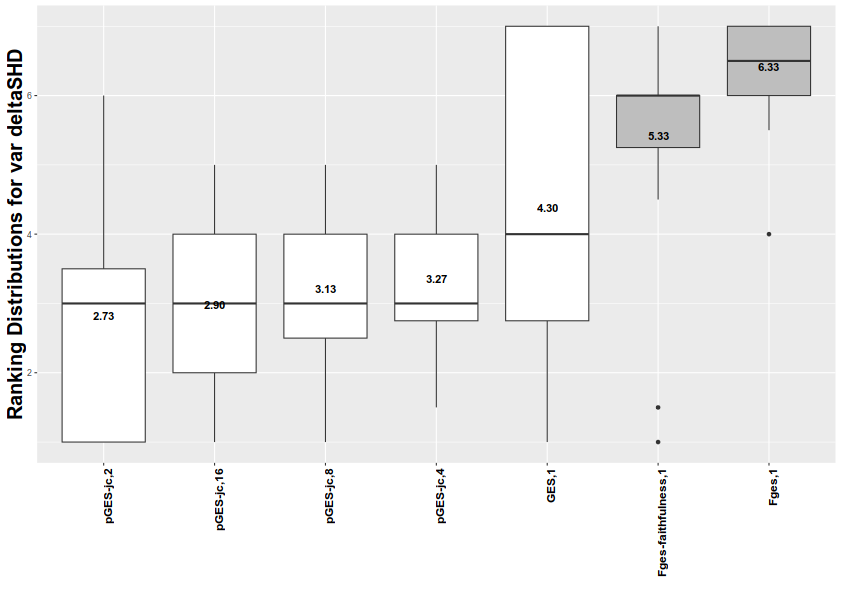 Ranking Distributions for var deltaSHD
6
4
2
2.73
2.90
3.13
3.27
4.30
5.33
6.33
pGES-jc,2
pGES-jc,16
pGES-jc,8
pGES-jc,4
GES,1
Fges-faithfulness,1
Fges,1